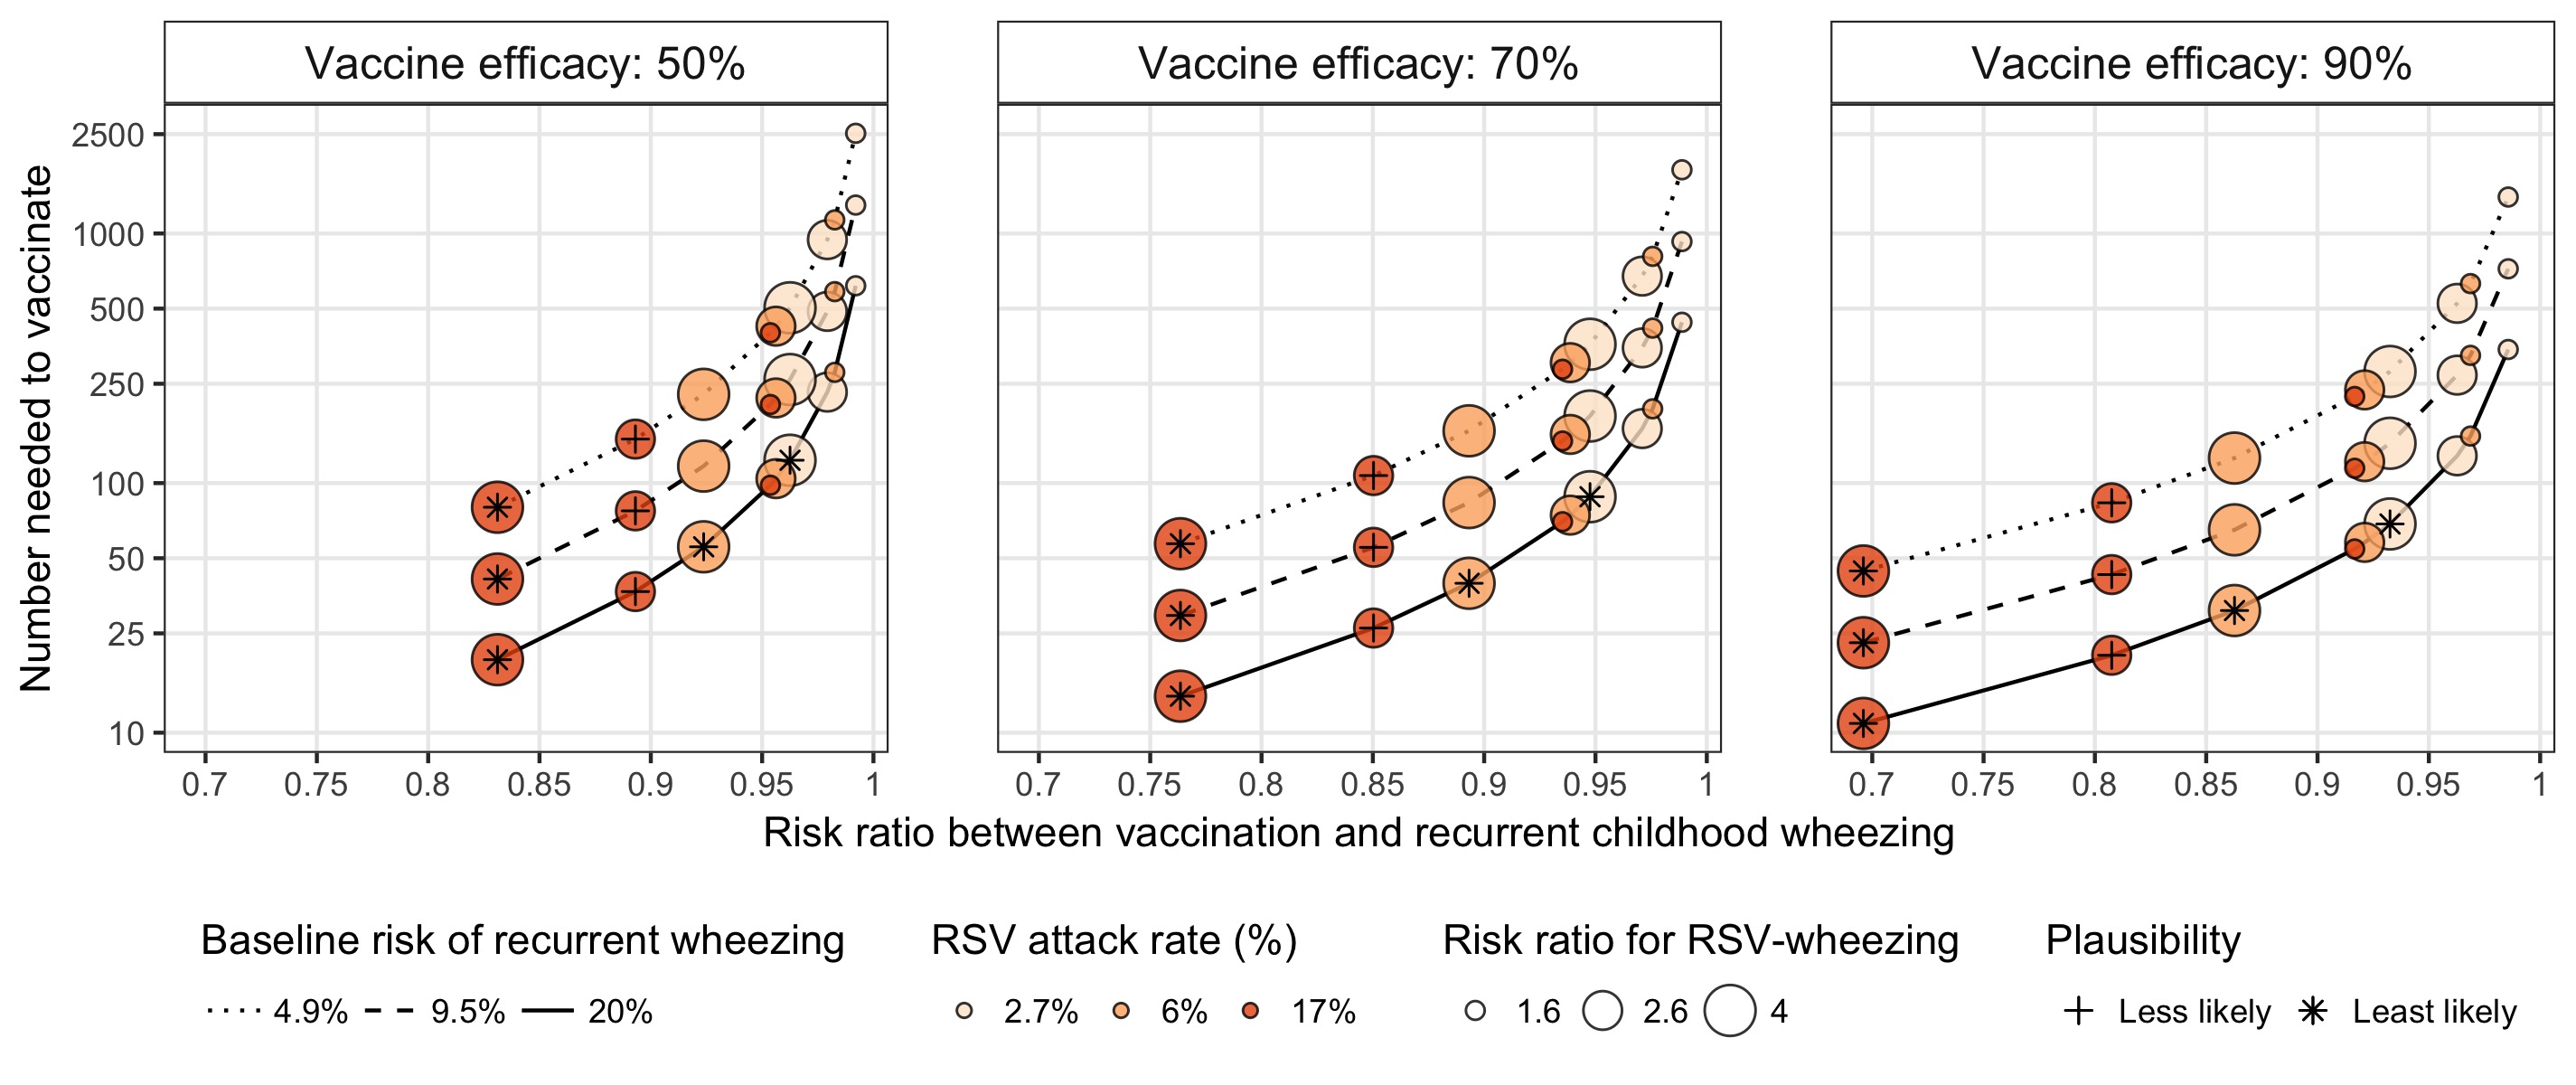 Vaccine efficacy: 50% Vaccine efficacy: 70% Vaccine efficacy: 90%
Number needed to vaccinate
2500
1000
500
250
100
50
25
10
0.7 0.75 0.8 0.85 0.9 0.95 1 0.7 0.75 0.8 0.85 0.9 0.95 1 0.7 0.75 0.8 0.85 0.9 0.95 1
Risk ratio between vaccination and recurrent childhood wheezing
Baseline risk of recurrent wheezing RSV attack rate (%) Risk ratio for RSV-wheezing Plausibility
4.9% 9.5% 20% 2.7% 6% 17% 1.6 2.6 4 Less likely Least likely